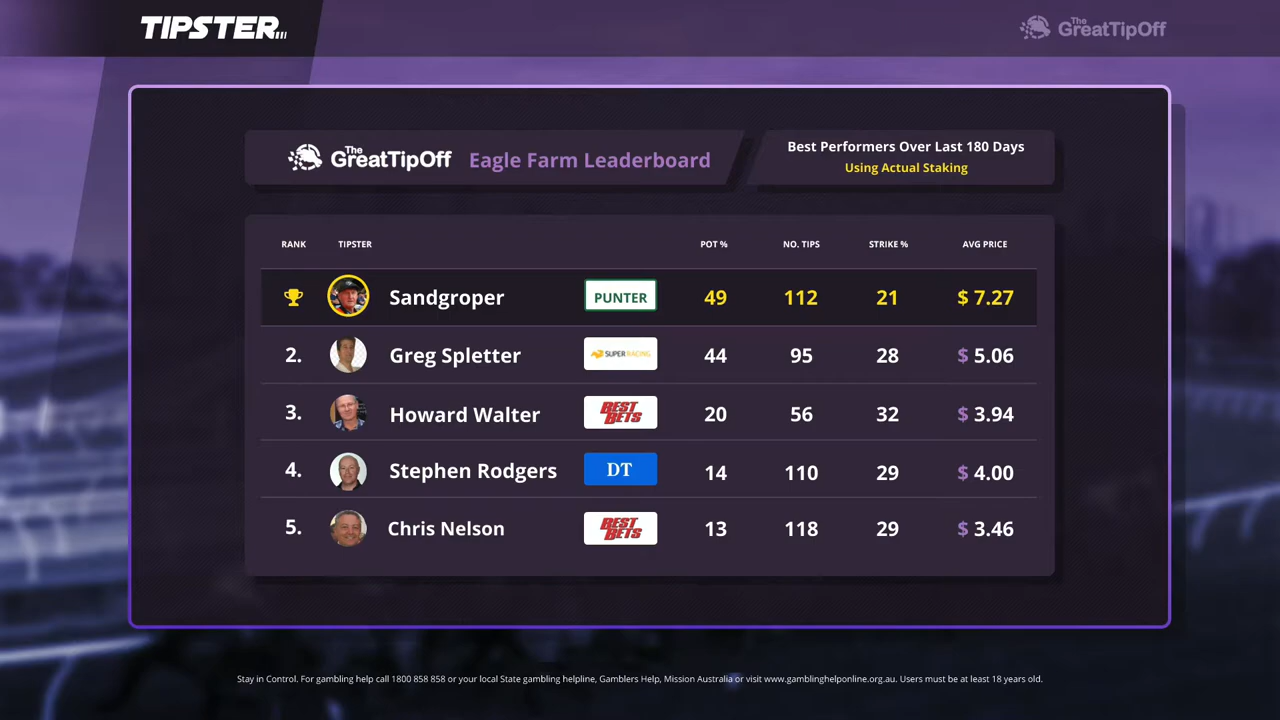 TIPSTER
The
GreatTipOff
The
GreatTipOff
Eagle Farm Leaderboard
Best Performers Over Last 180 Days
Using Actual Staking
RANK TIPSTER POT % NO. TIPS STRIKE % AVG PRICE
Sandgroper PUNTER 49 112 21 $ 7.27
2. Greg Spletter SUPER RACING 44 95 28 $ 5.06
3. Howard Walter BEST BETS 20 56 32 $ 3.94
4. Stephen Rodgers DT 14 110 29 $ 4.00
5. Chris Nelson BEST BETS 13 118 29 $ 3.46
Stay in Control. For gambling help call 1800 858 858 or your local State gambling helpline, Gamblers Help, Mission Australia or visit www.gamblinghelponline.org.au. Users must be at least 18 years old.